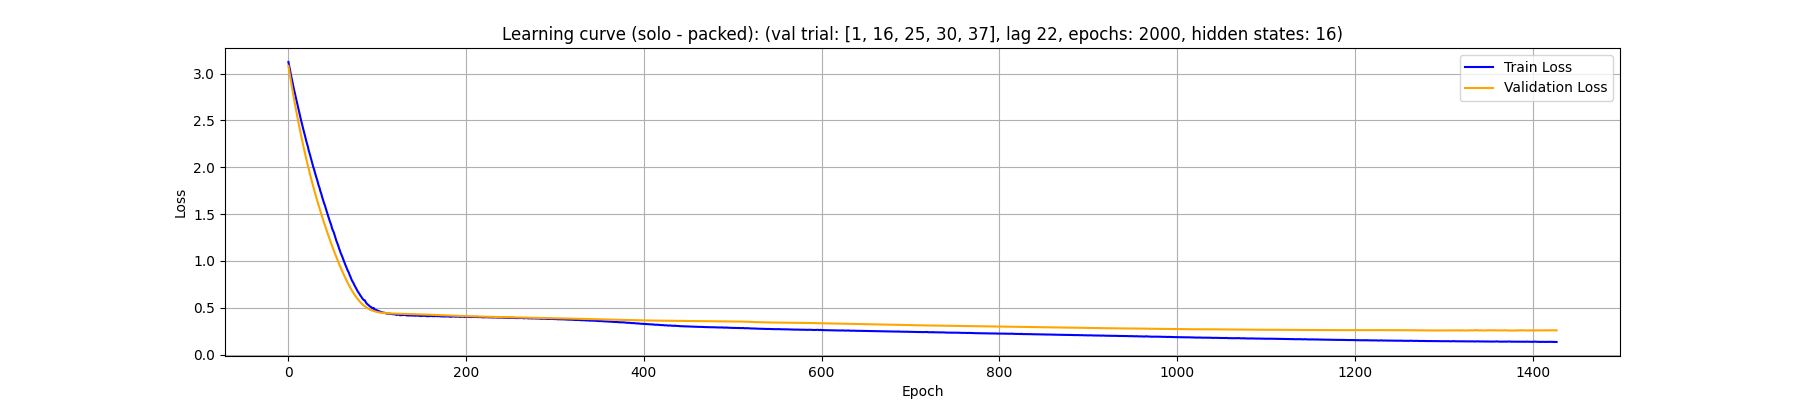 Learning curve (solo - packed): (val trial: [1, 16, 25, 30, 37], lag 22, epochs: 2000, hidden states: 16)
Train Loss
Validation Loss
Loss
3.0
2.5
2.0
1.5
1.0
0.5
0.0
0 200 400 600 800 1000 1200 1400
Epoch